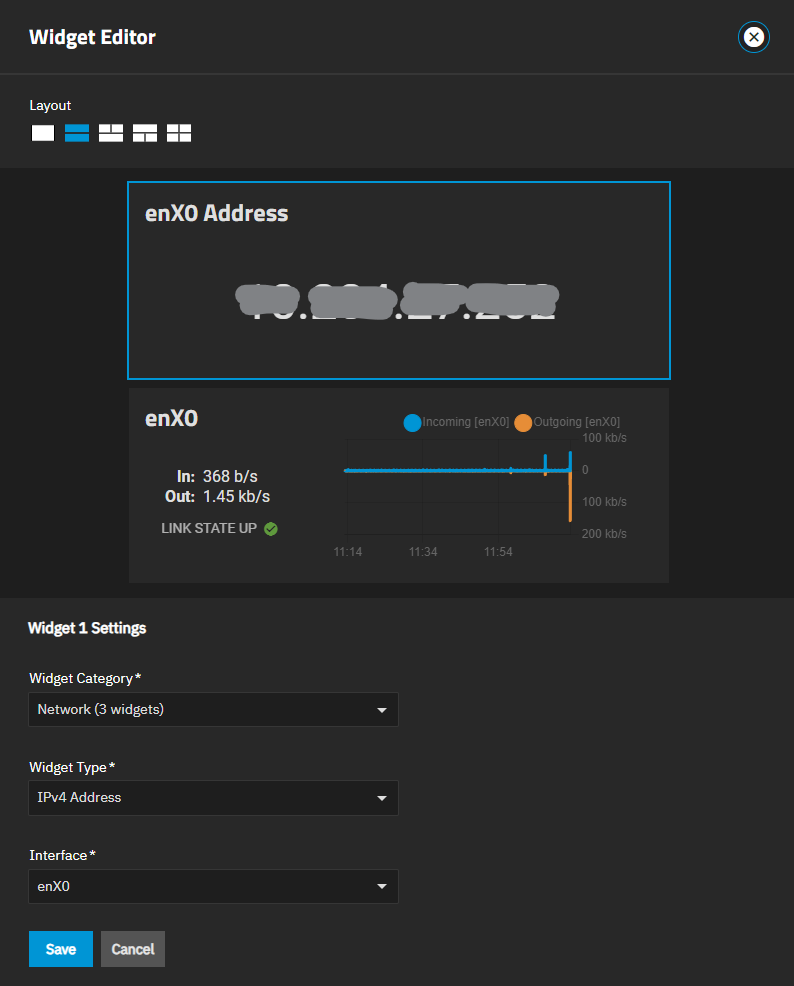 Widget Editor
Layout
enX0 Address
enX0
Incoming [enX0] Outgoing [enX0]
100 kb/s
In: 368 b/s
0
Out: 1.45 kb/s
100 kb/s
LINK STATE UP
200 kb/s
11:14 11:34 11:54
Widget 1 Settings
Widget Category*
Network (3 widgets)
Widget Type*
IPv4 Address
Interface*
enX0
Save Cancel